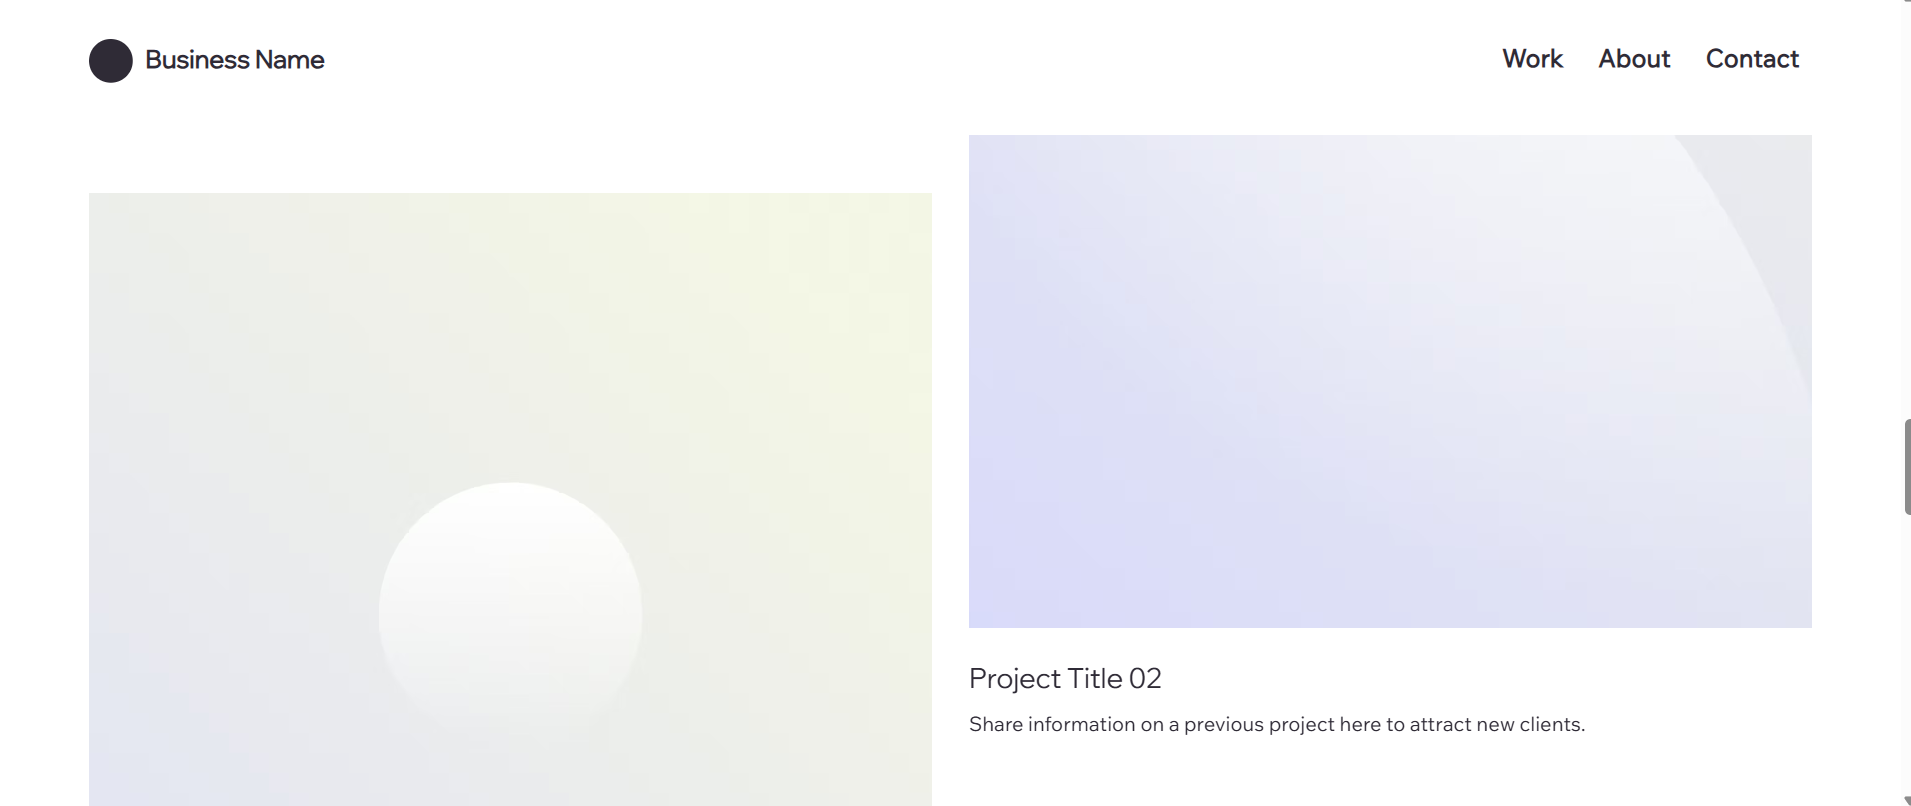 Business Name
Work
About
Contact
Project Title 02
Share information on a previous project here to attract new clients.